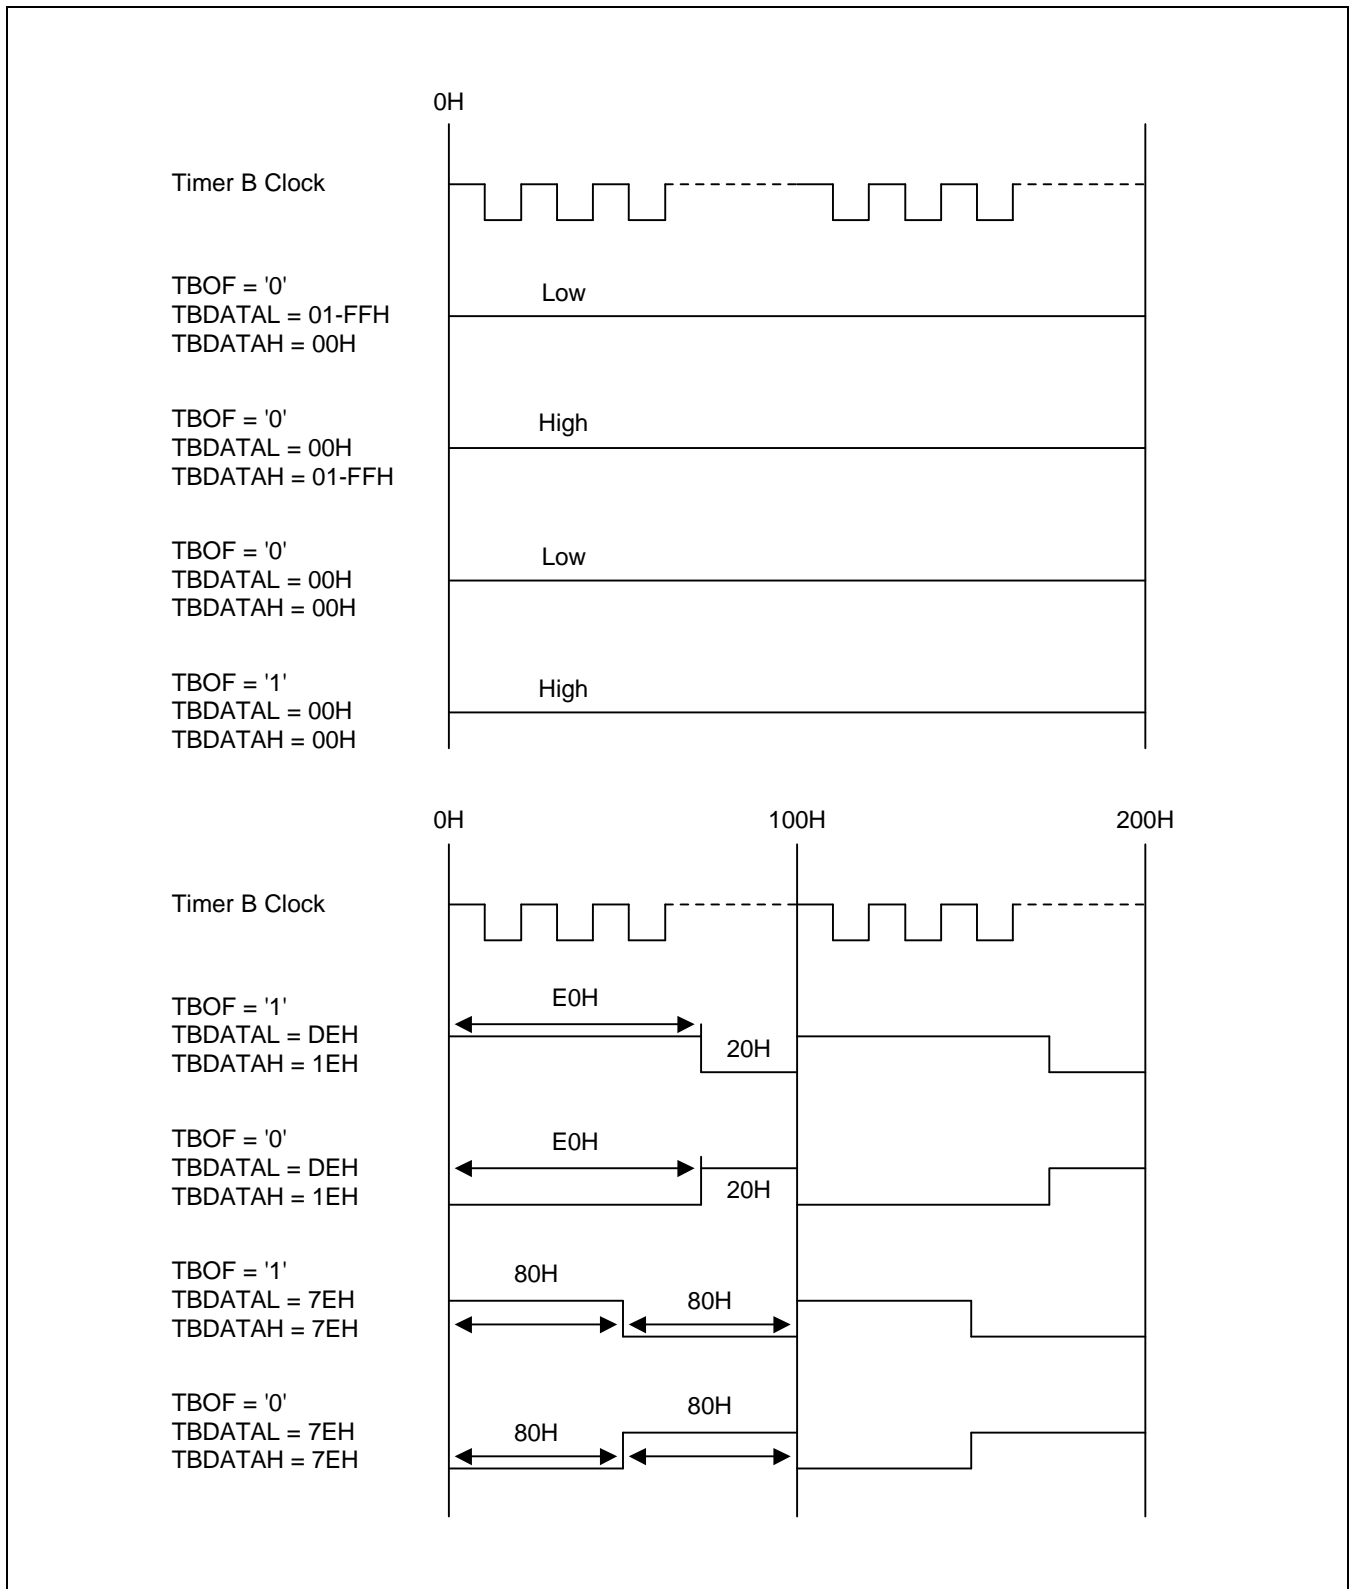 0H
Timer B Clock
TBOF = '0'
TBDATAL = 01-FFH
TBDATAH = 00H
Low
TBOF = '0'
TBDATAL = 00H
TBDATAH = 01-FFH
High
TBOF = '0'
TBDATAL = 00H
TBDATAH = 00H
Low
TBOF = '1'
TBDATAL = 00H
TBDATAH = 00H
High
0H 100H 200H
Timer B Clock
TBOF = '1'
TBDATAL = DEH
TBDATAH = 1EH
E0H
20H
TBOF = '0'
TBDATAL = DEH
TBDATAH = 1EH
E0H
20H
TBOF = '1'
TBDATAL = 7EH
TBDATAH = 7EH
80H
80H
TBOF = '0'
TBDATAL = 7EH
TBDATAH = 7EH
80H
80H